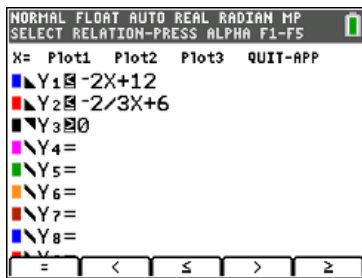 NORMAL FLOAT AUTO REAL RADIAN MP
SELECT RELATION-PRESS ALPHA F1-F5
X= Plot1 Plot2 Plot3 QUIT-APP
Y1≤-2X+12
Y2≤-2/3X+6
Y3≥0
Y4=
Y5=
Y6=
Y7=
Y8=
= < ≤ > ≥